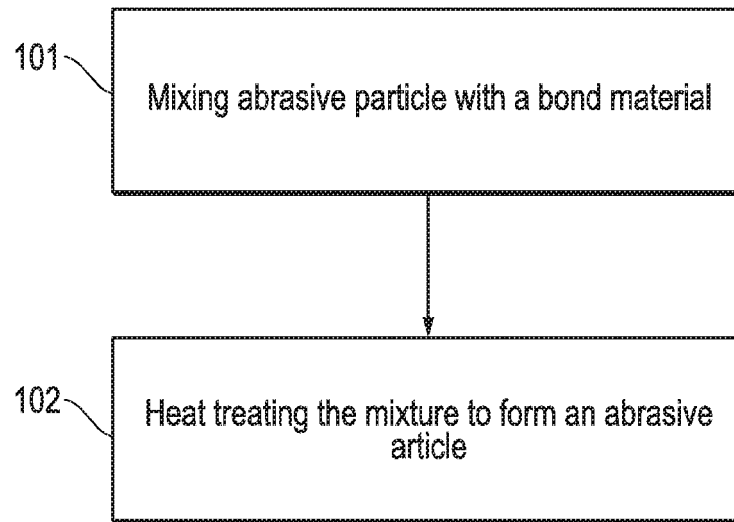 101
Mixing abrasive particle with a bond material
102
Heat treating the mixture to form an abrasive
article